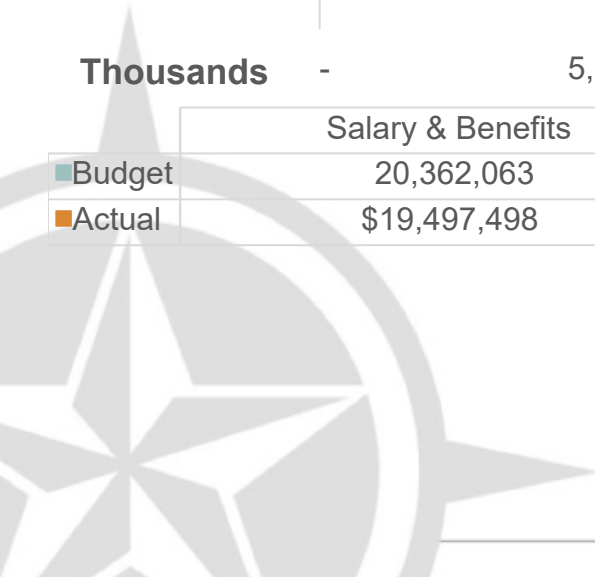 Thousands - 5,
Salary & Benefits
Budget 20,362,063
Actual $19,497,498